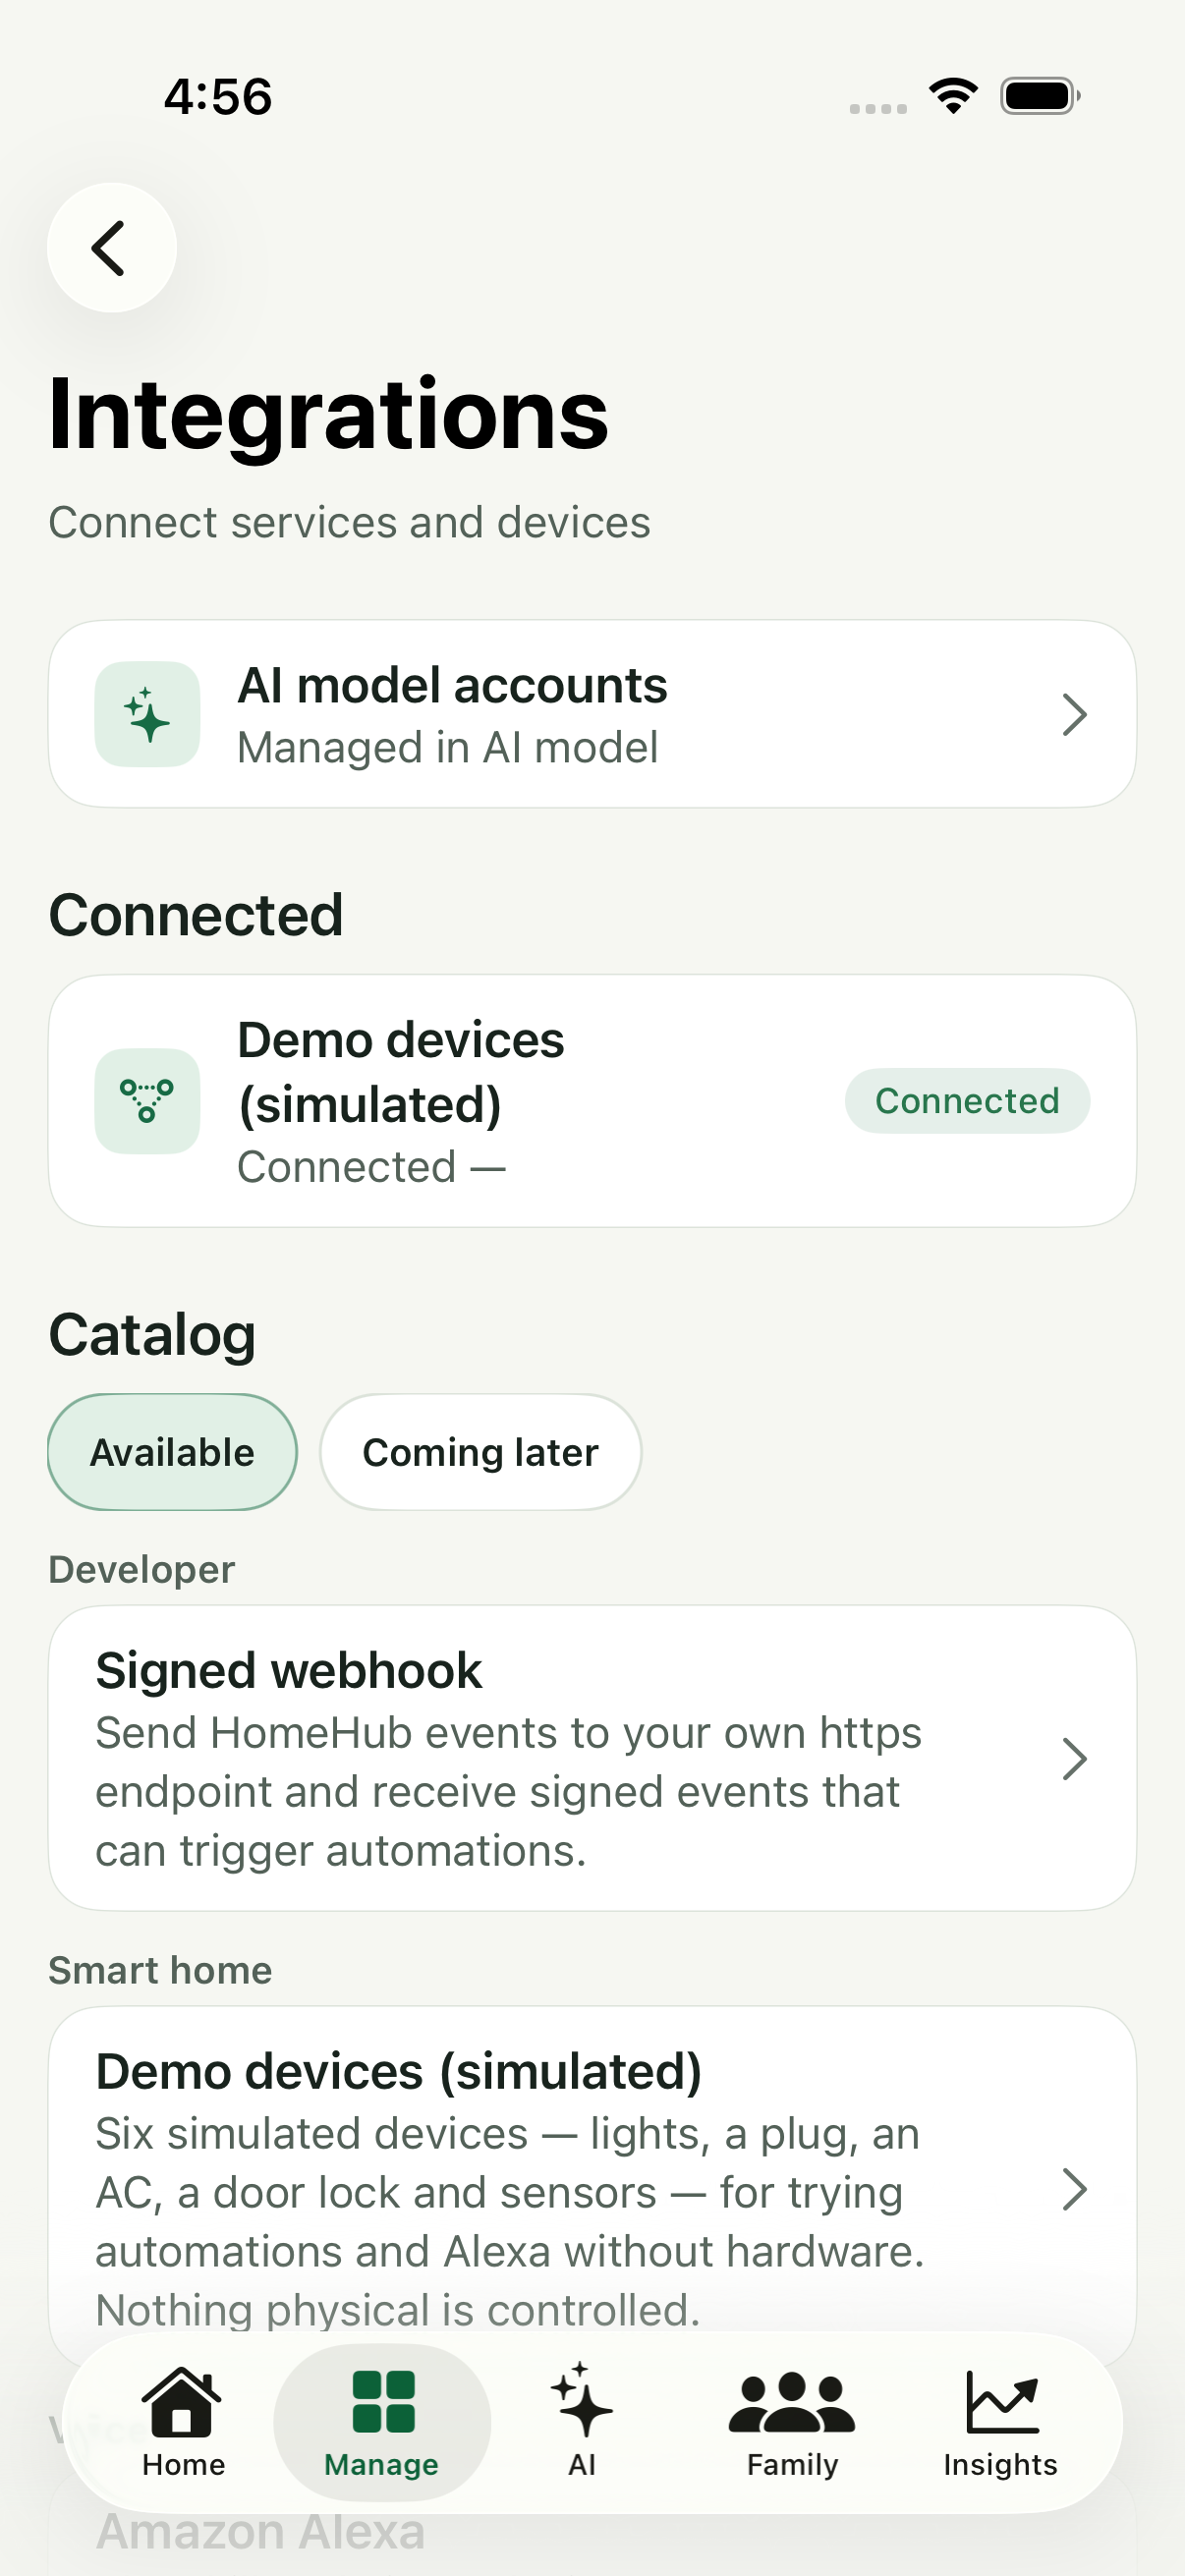 4:56
Integrations
Connect services and devices
AI model accounts
Managed in AI model
Connected
Demo devices
(simulated)
Connected —
Connected
Catalog
Available
Coming later
Developer
Signed webhook
Send HomeHub events to your own https
endpoint and receive signed events that
can trigger automations.
Smart home
Demo devices (simulated)
Six simulated devices — lights, a plug, an
AC, a door lock and sensors — for trying
automations and Alexa without hardware.
Nothing physical is controlled.
Voice
Home
Manage
AI
Family
Insights
Amazon Alexa